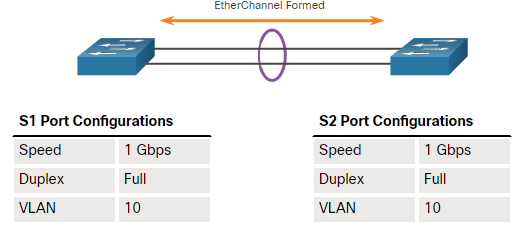 EtherChannel Formed
S1 Port Configurations
Speed 1 Gbps
Duplex Full
VLAN 10
S2 Port Configurations
Speed 1 Gbps
Duplex Full
VLAN 10